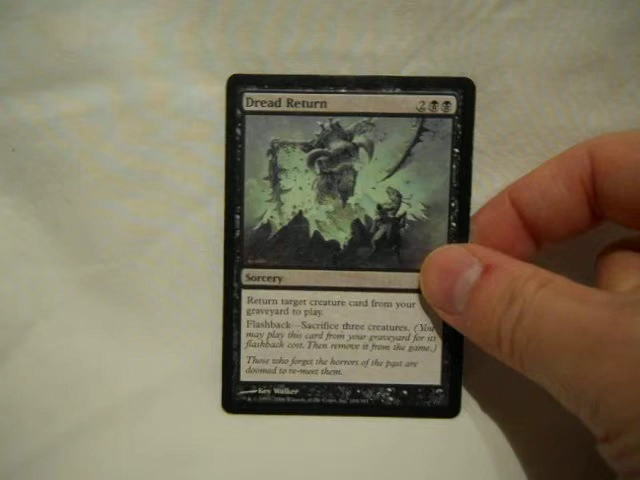 Dread Return 2
Sorcery
Return target creature card from your
graveyard to play.
Flashback—Sacrifice three creatures. (You
may play this card from your graveyard for its
flashback cost. Then remove it from the game.)
Those who forget the horrors of the past are
doomed to re-meet them.
Kev Walker